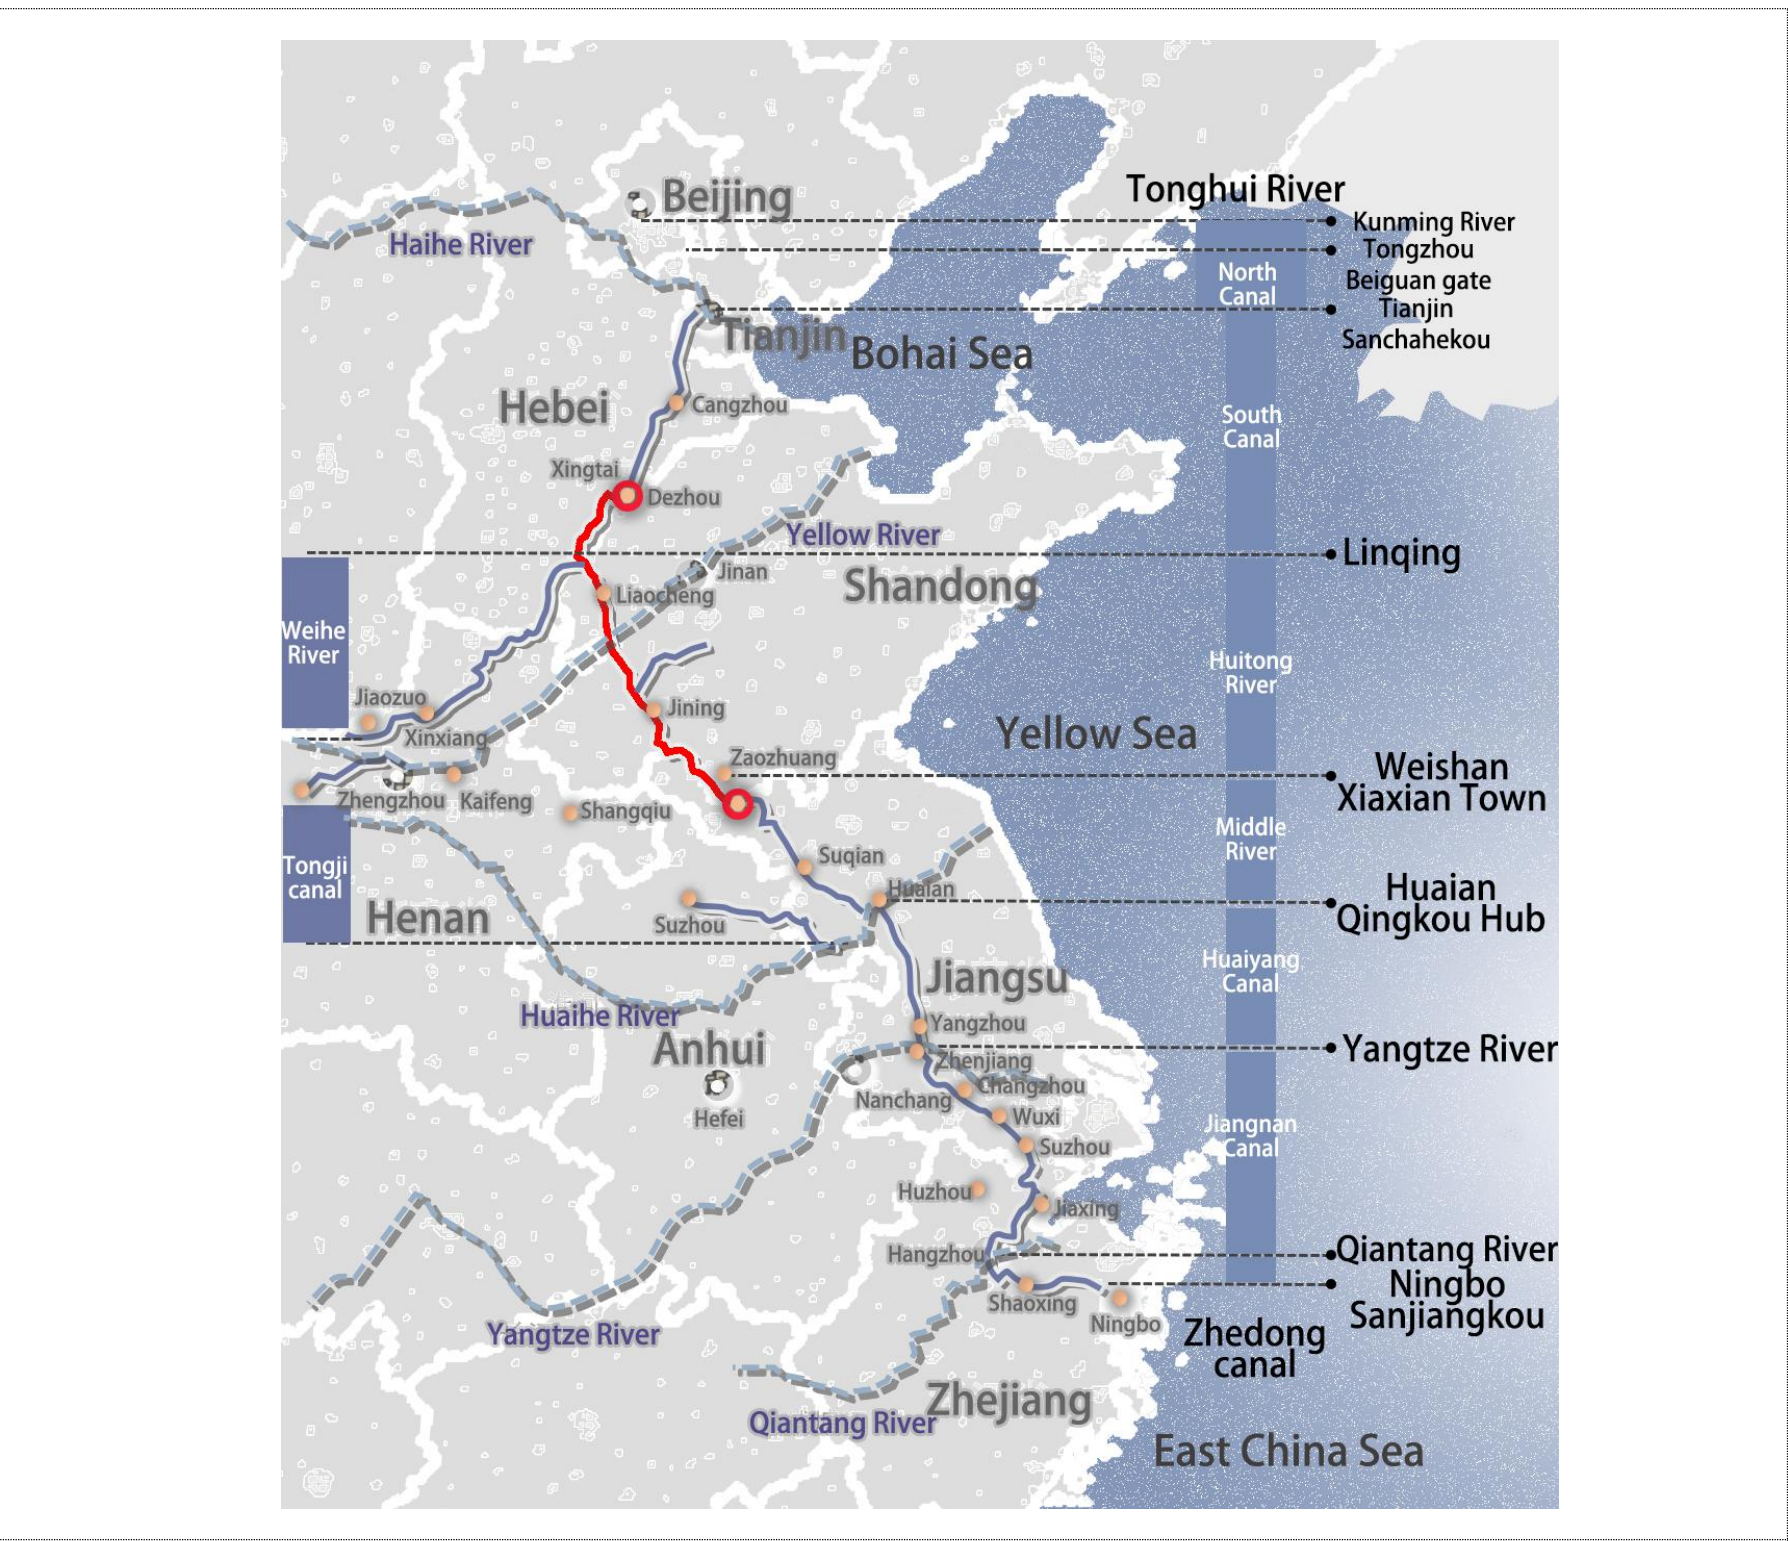 Beijing
Tonghui River
Kunming River
Tongzhou
Haihe River
North
Canal
Beiguan gate
Tianjin
Tianjin
Sanchahekou
Bohai Sea
Hebei
Cangzhou
South
Canal
Xingtai
Dezhou
Yellow River
Linqing
Jinan
Shandong
Liaocheng
Weihe
River
Huitong
River
Jiaozuo
Jining
Xinxiang
Yellow Sea
Zaozhuang
Weishan
Xiaxian Town
Zhengzhou
Kaifeng
Shangqiu
Middle
River
Suqian
Tongji
canal
Huaian
Huaian
Qingkou Hub
Henan
Suzhou
Huaiyang
Canal
Jiangsu
Huaihe River
Yangzhou
Anhui
Yangtze River
Zhenjiang
Changzhou
Nanchang
Hefei
Wuxi
Jiangnan
Canal
Suzhou
Huzhou
Jiaxing
Hangzhou
Qiantang River
Ningbo
Sanjiangkou
Shaoxing
Ningbo
Yangtze River
Zhedong
canal
Zhejiang
Qiantang River
East China Sea